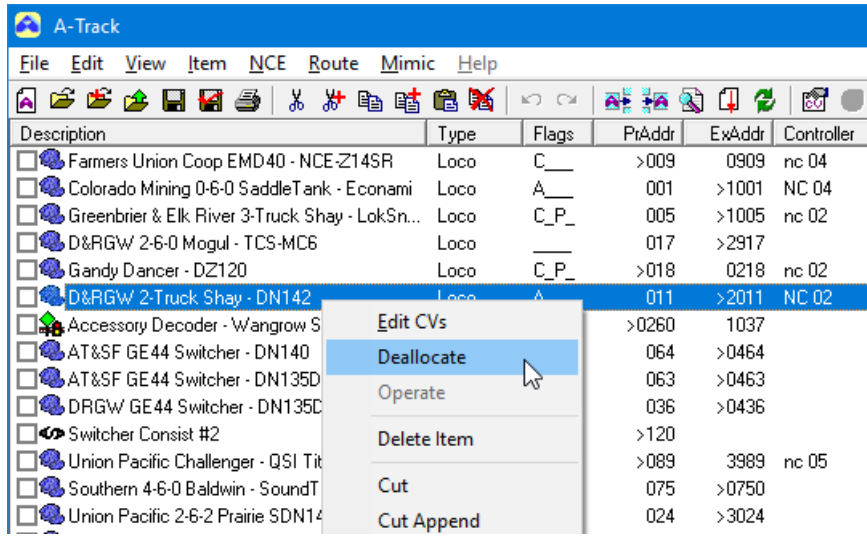 A-Track
File Edit View Item NCE Route Mimic Help
Description Type Flags PrAddr ExAddr Controller
Farmers Union Coop EMD40 - NCE-Z14SR Loco C___ >009 0909 nc 04
Colorado Mining 0-6-0 SaddleTank - Econami Loco A___ 001 >1001 NC 04
Greenbrier & Elk River 3-Truck Shay - LokSn... Loco C_P_ 005 >1005 nc 02
D&RGW 2-6-0 Mogul - TCS-MC6 Loco ____ 017 >2917
Gandy Dancer - DZ120 Loco C_P_ >018 0218 nc 02
D&RGW 2-Truck Shay - DN142 Loco A 011 >2011 NC 02
Accessory Decoder - Wangrow S >0260 1037
AT&SF GE44 Switcher - DN140 064 >0464
AT&SF GE44 Switcher - DN135D 063 >0463
DRGW GE44 Switcher - DN135D 036 >0436
Switcher Consist #2 >120
Union Pacific Challenger - QSI Tit >089 3989 nc 05
Southern 4-6-0 Baldwin - SoundT 075 >0750
Union Pacific 2-6-2 Prairie SDN14 024 >3024
Edit CVs
Deallocate
Operate
Delete Item
Cut
Cut Append